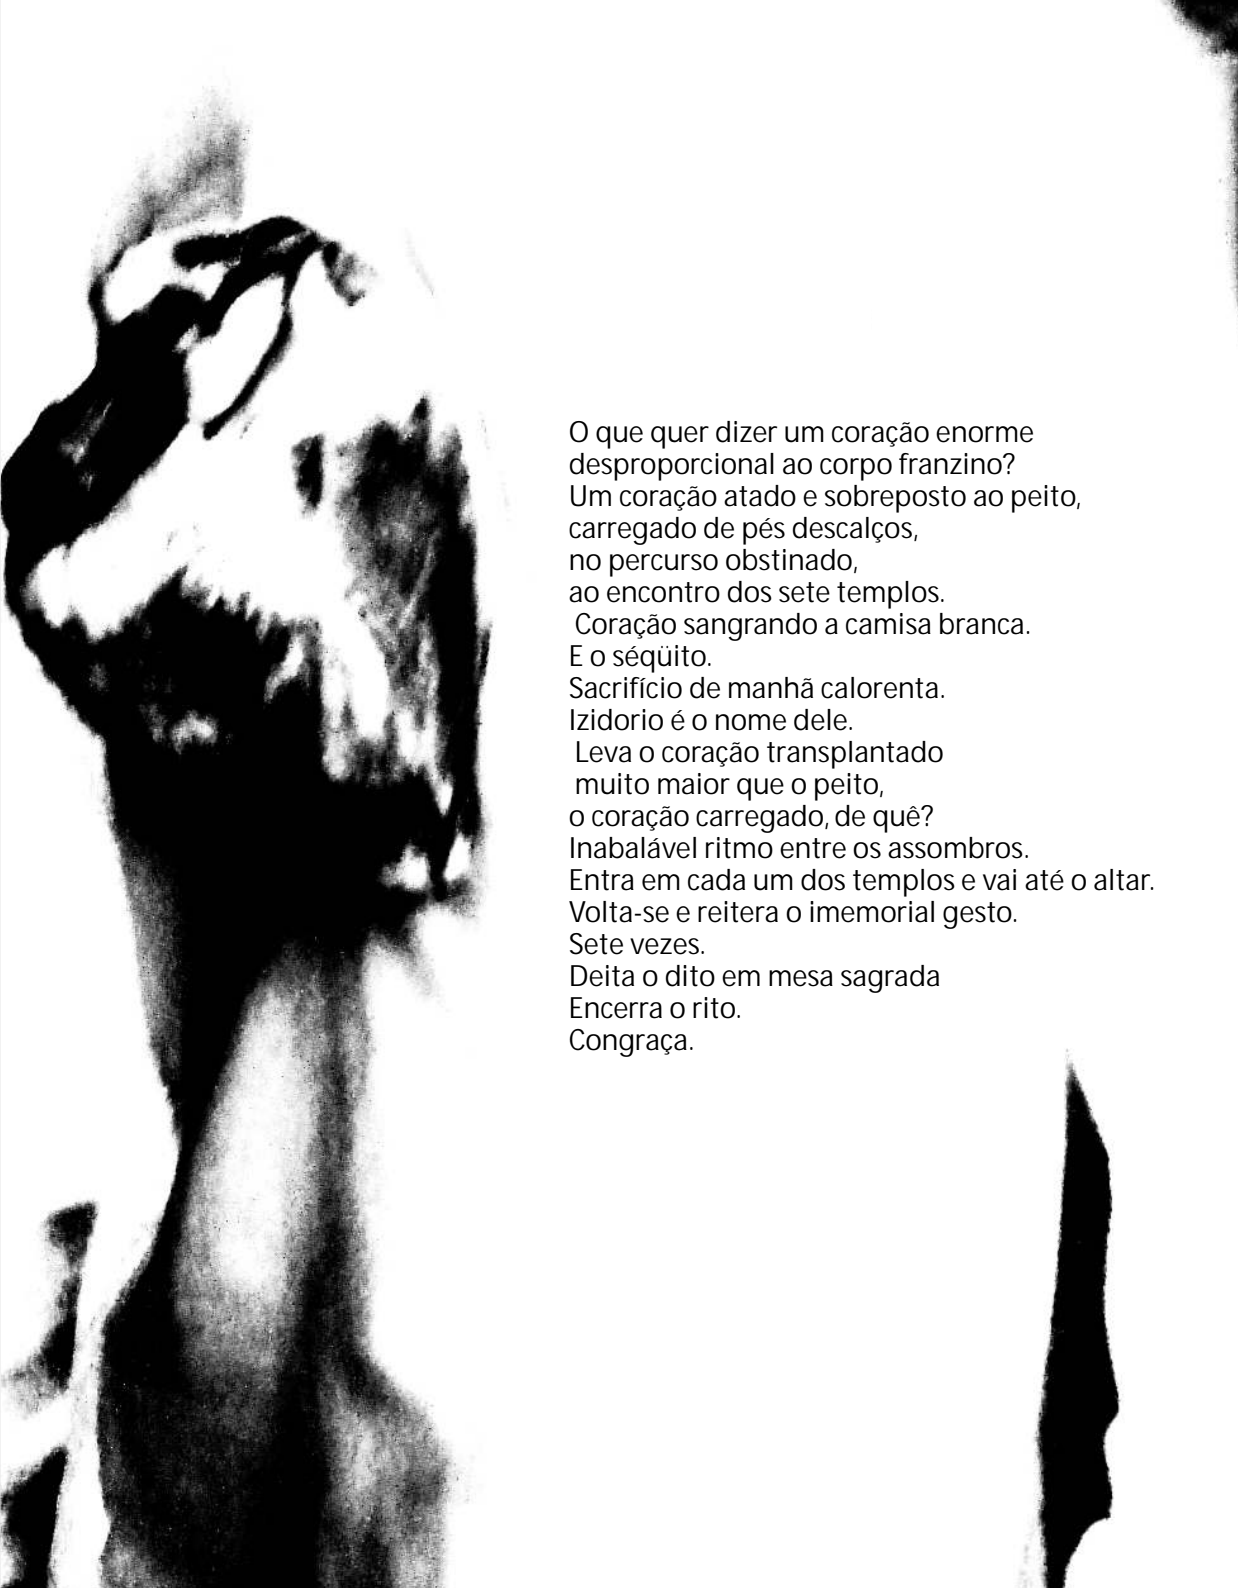 O que quer dizer um coração enorme
desproporcional ao corpo franzino?
Um coração atado e sobreposto ao peito,
carregado de pés descalços,
no percurso obstinado,
ao encontro dos sete templos.
Coração sangrando a camisa branca.
E o séqüito.
Sacrifício de manhã calorenta.
Izidorio é o nome dele.
Leva o coração transplantado
muito maior que o peito,
o coração carregado, de quê?
Inabalável ritmo entre os assombros.
Entra em cada um dos templos e vai até o altar.
Volta-se e reitera o imemorial gesto.
Sete vezes.
Deita o dito em mesa sagrada
Encerra o rito.
Congraça.